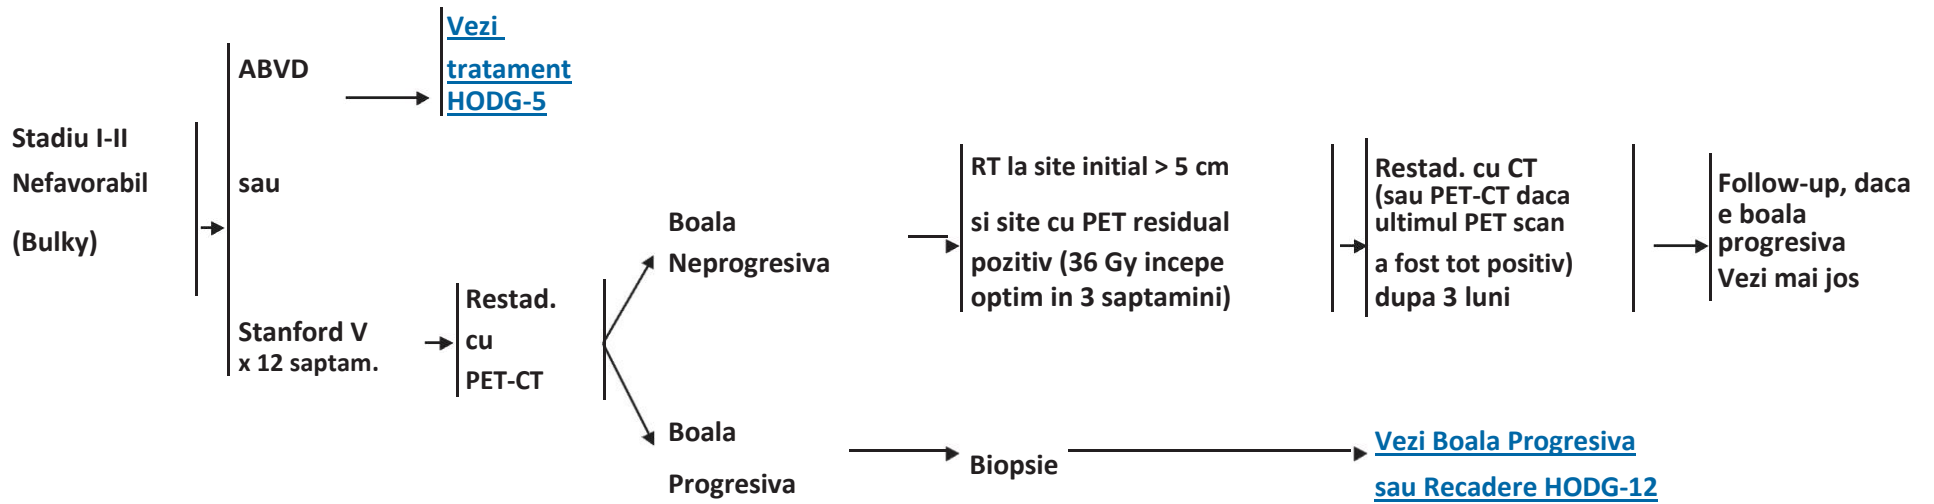 Stadiu I-II
Nefavorabil
(Bulky)
ABVD
sau
Stanford V
x 12 saptam.
Vezi
tratament
HODG-5
Restad.
cu
PET-CT
Boala
Neprogresiva
RT la site initial > 5 cm
si site cu PET residual
pozitiv (36 Gy incepe
optim in 3 saptamini)
Restad. cu CT
(sau PET-CT daca
ultimul PET scan
a fost tot positiv)
dupa 3 luni
Follow-up, daca
e boala
progresiva
Vezi mai jos
Boala
Progresiva
Biopsie
Vezi Boala Progresiva
sau Recadere HODG-12